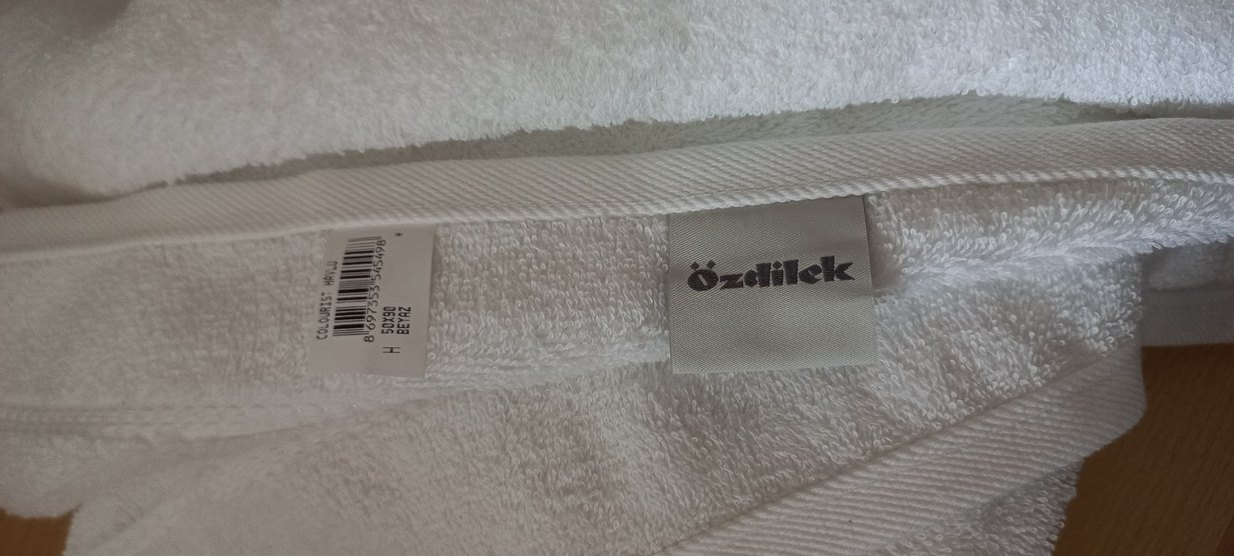 COLOURIST HAVLU
8 697353 545498
*
H 50X90
BEYAZ
Özdilek